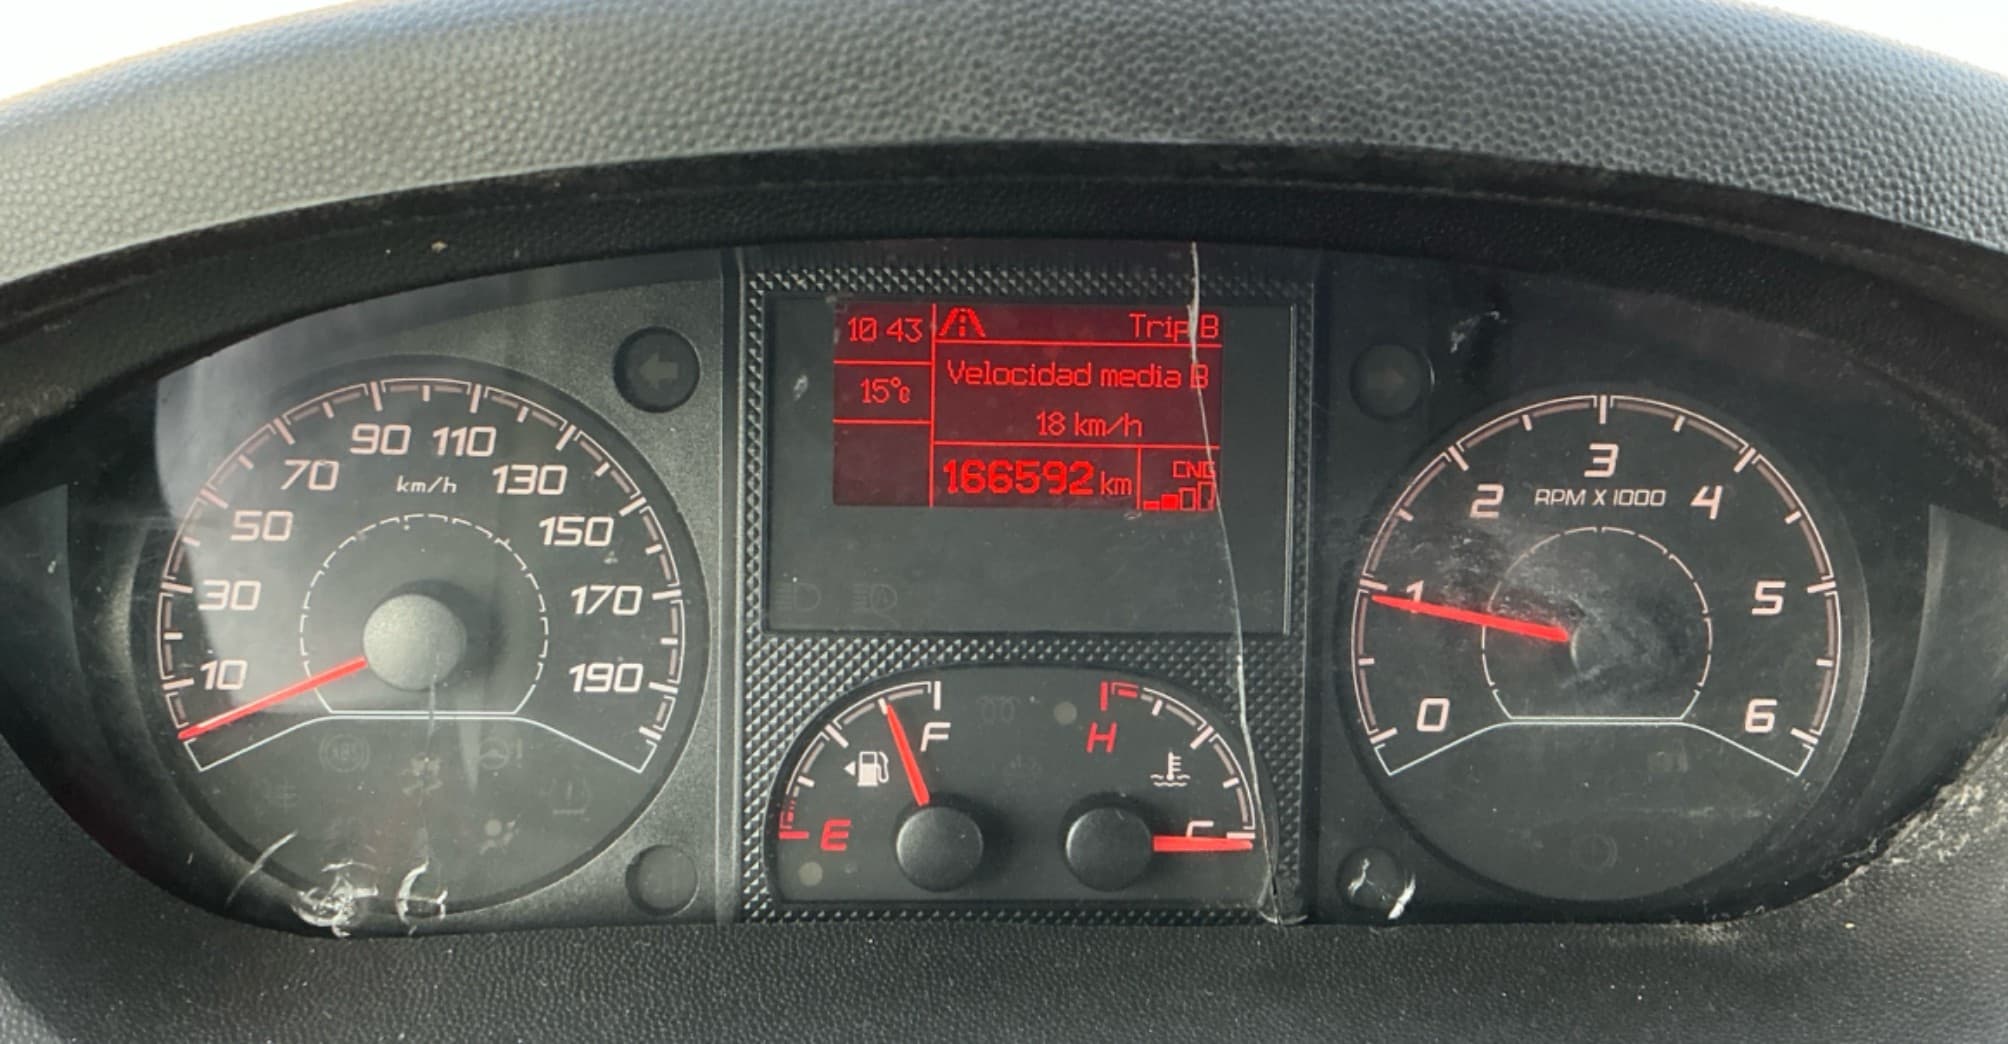 10 43
Trip B
15°c
Velocidad media B
18 km/h
166592 km
CNG
10
30
50
70
90
110
130
150
170
190
km/h
E
F
H
C
0
1
2
3
4
5
6
RPM X 1000